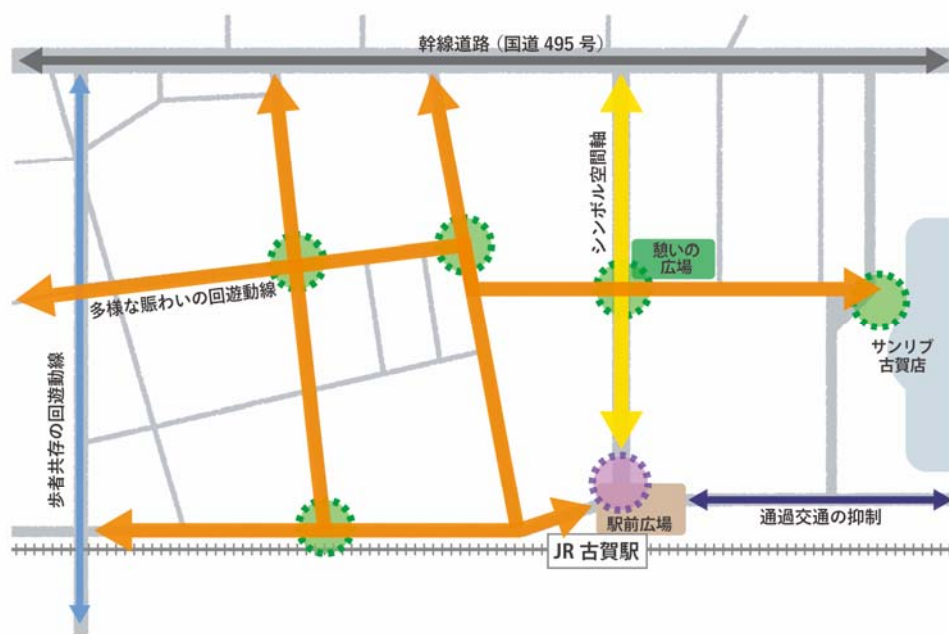 幹線道路（国道 495 号）
シンボル空間軸
憩いの
広場
多様な賑わいの回遊動線
サンリブ
古賀店
歩者共存の回遊動線
駅前広場
通過交通の抑制
JR 古賀駅